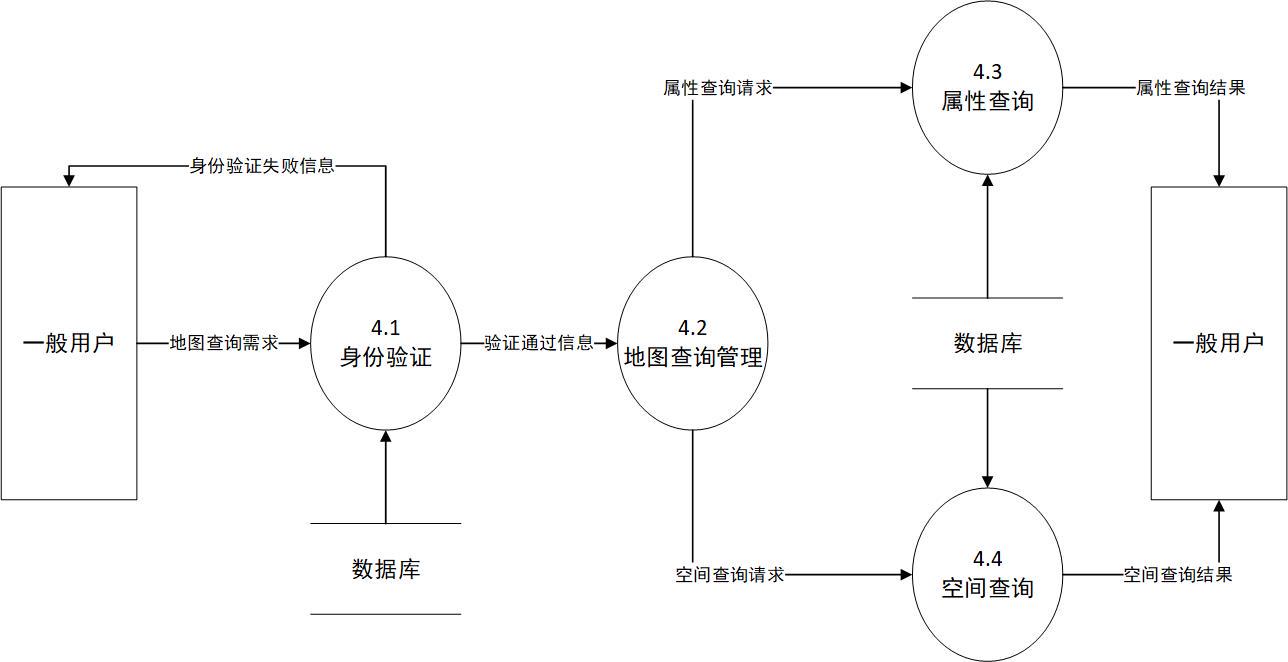 属性查询请求
4.3
属性查询
属性查询结果
身份验证失败信息
一般用户
地图查询需求
4.1
身份验证
验证通过信息
4.2
地图查询管理
数据库
一般用户
数据库
空间查询请求
4.4
空间查询
空间查询结果